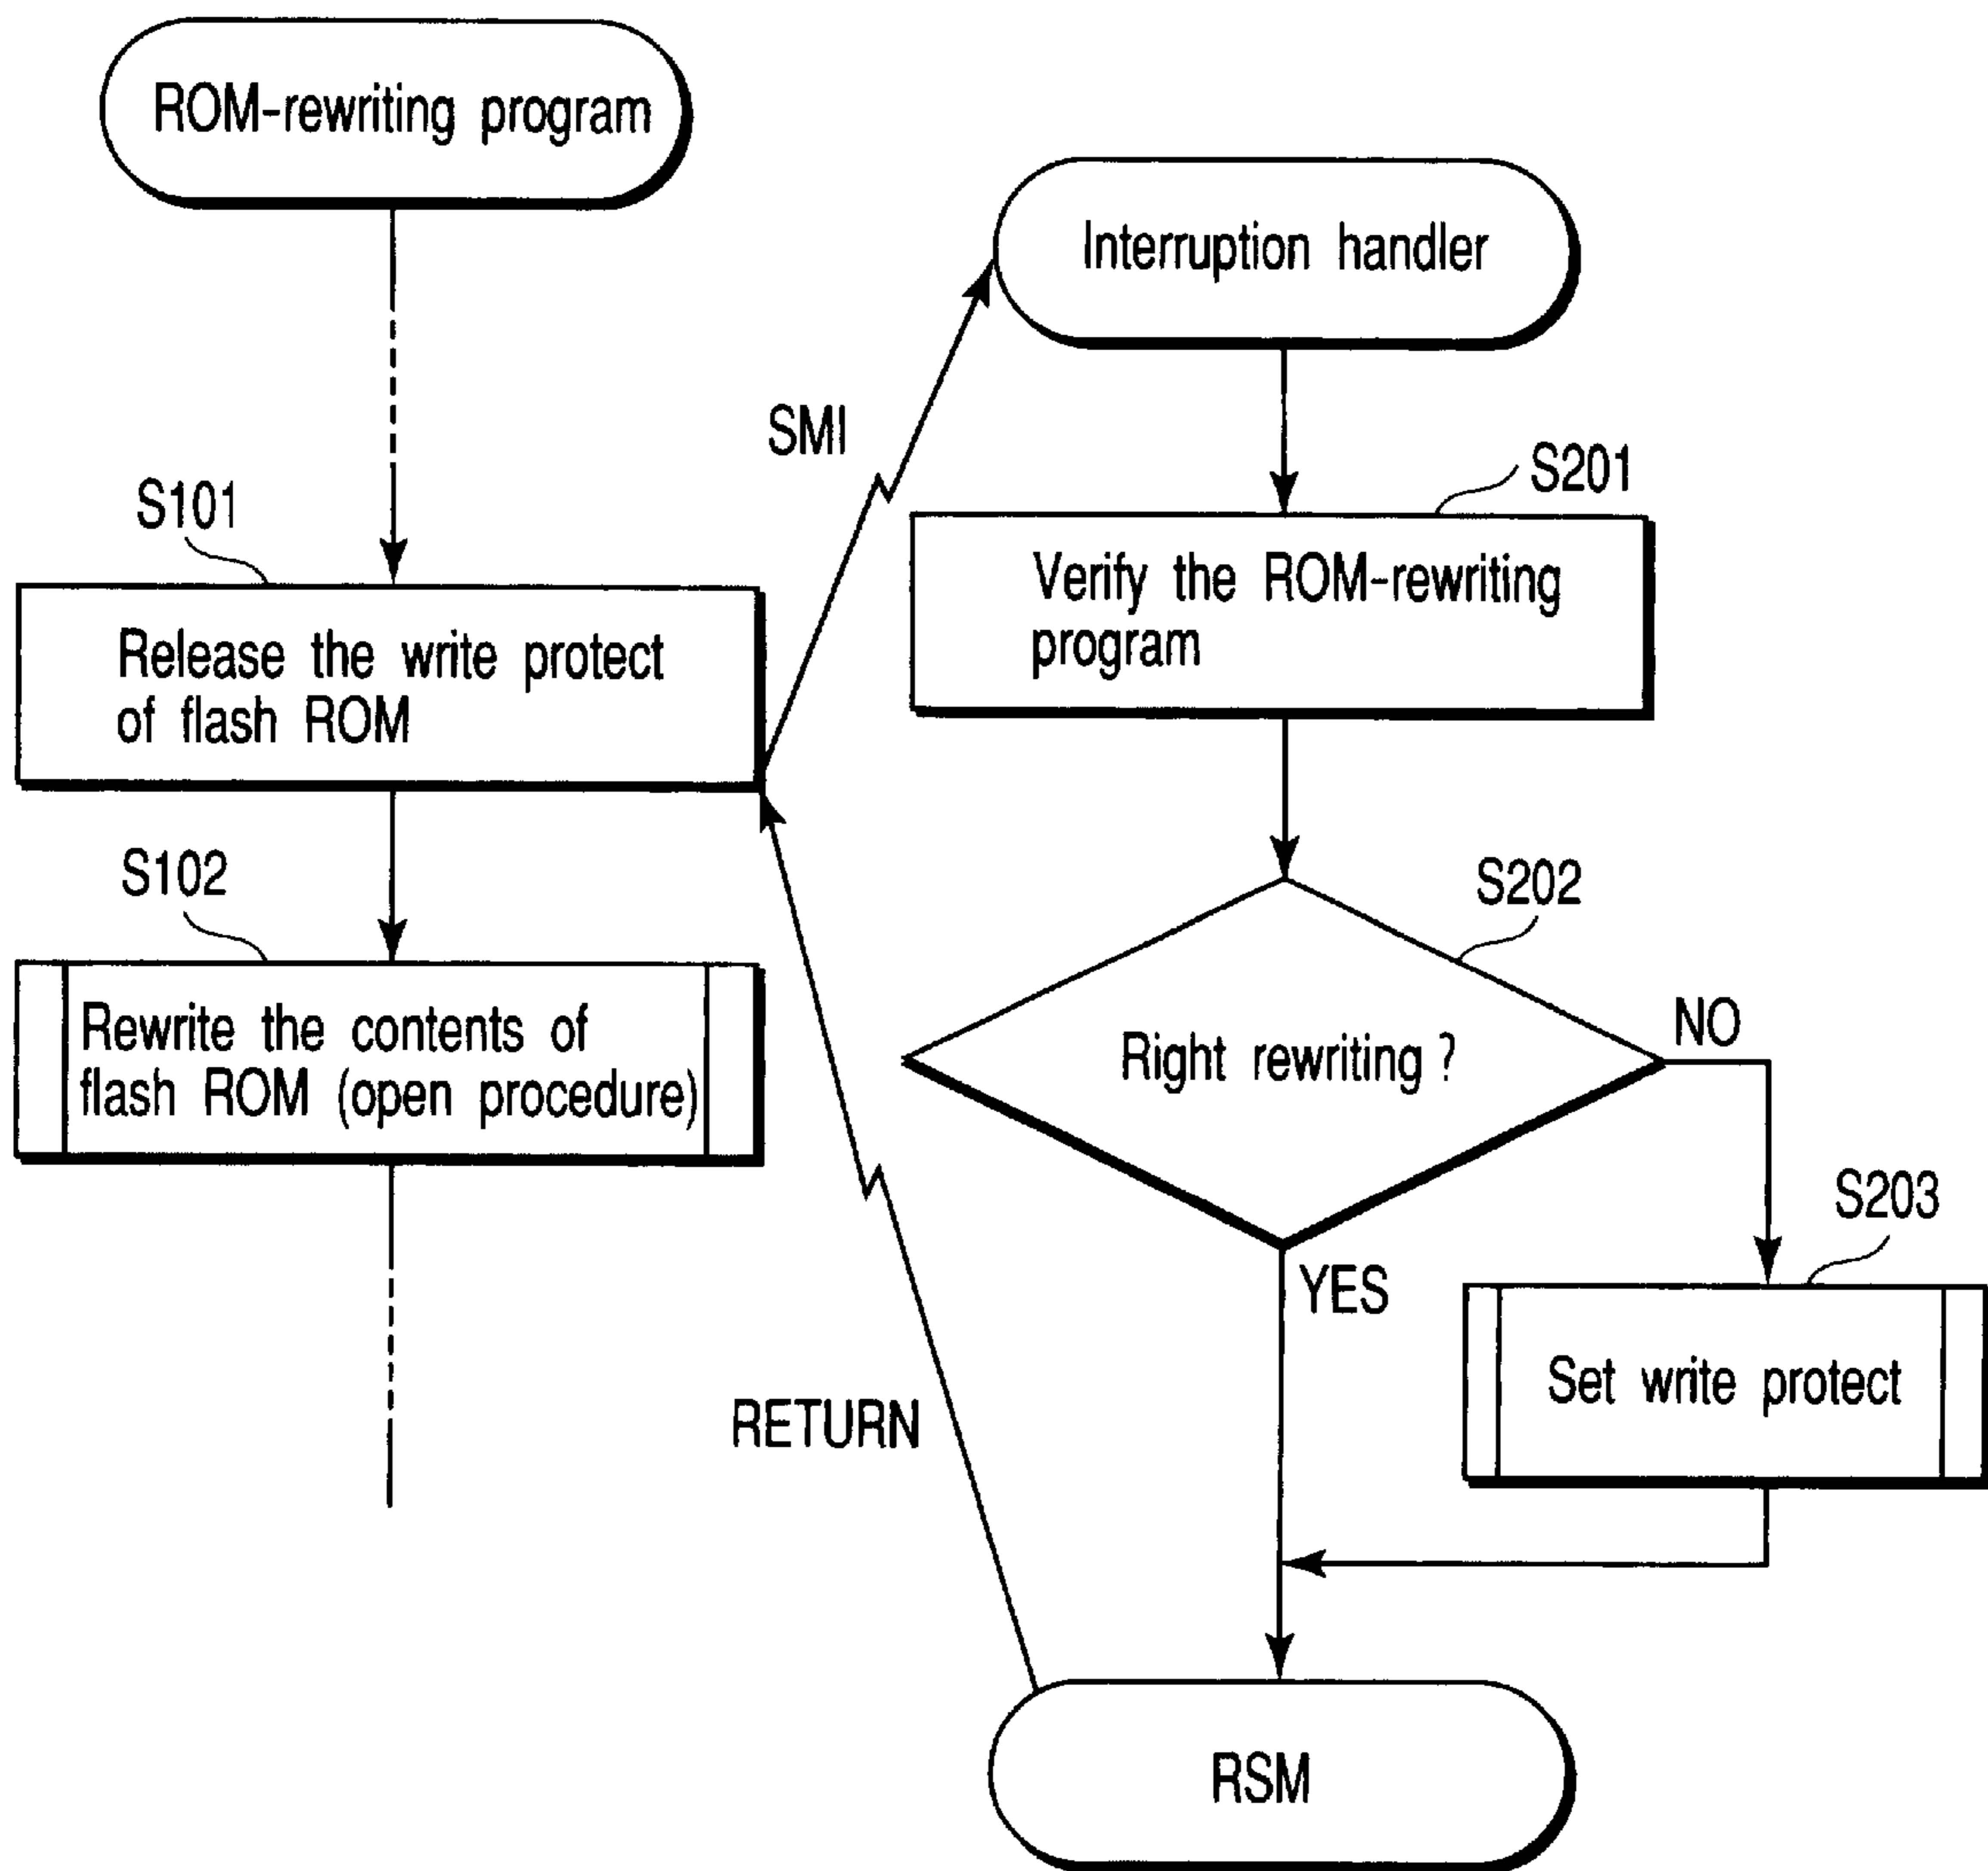 ROM-rewriting program
Interruption handler
SMI
S101
S201
Verify the ROM-rewriting
program
Release the write protect
of flash ROM
S102
S202
Rewrite the contents of
flash ROM (open procedure)
Right rewriting ?
NO
YES
S203
Set write protect
RETURN
RSM